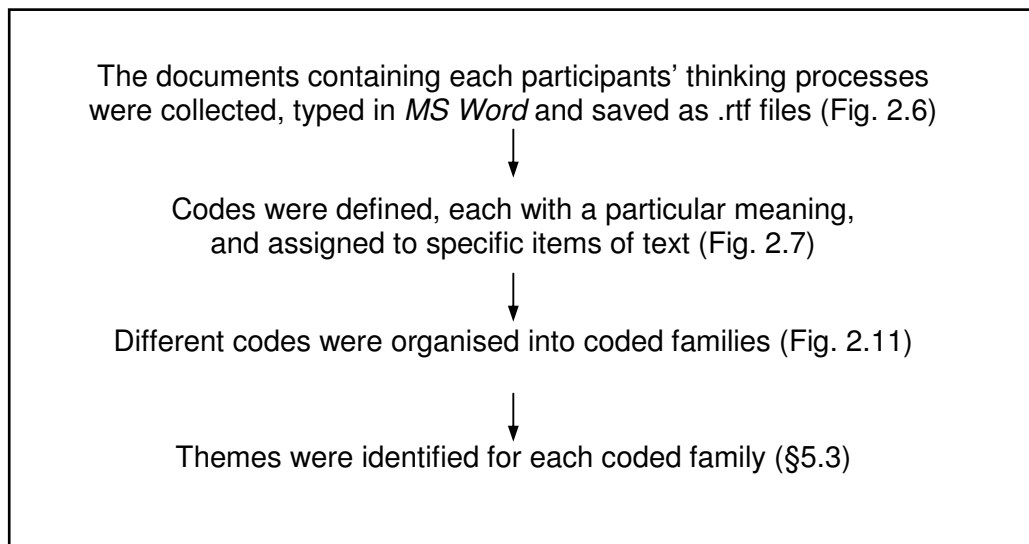 The documents containing each participants’ thinking processes
were collected, typed in MS Word and saved as .rtf files (Fig. 2.6)
Codes were defined, each with a particular meaning,
and assigned to specific items of text (Fig. 2.7)
Different codes were organised into coded families (Fig. 2.11)
Themes were identified for each coded family (§5.3)